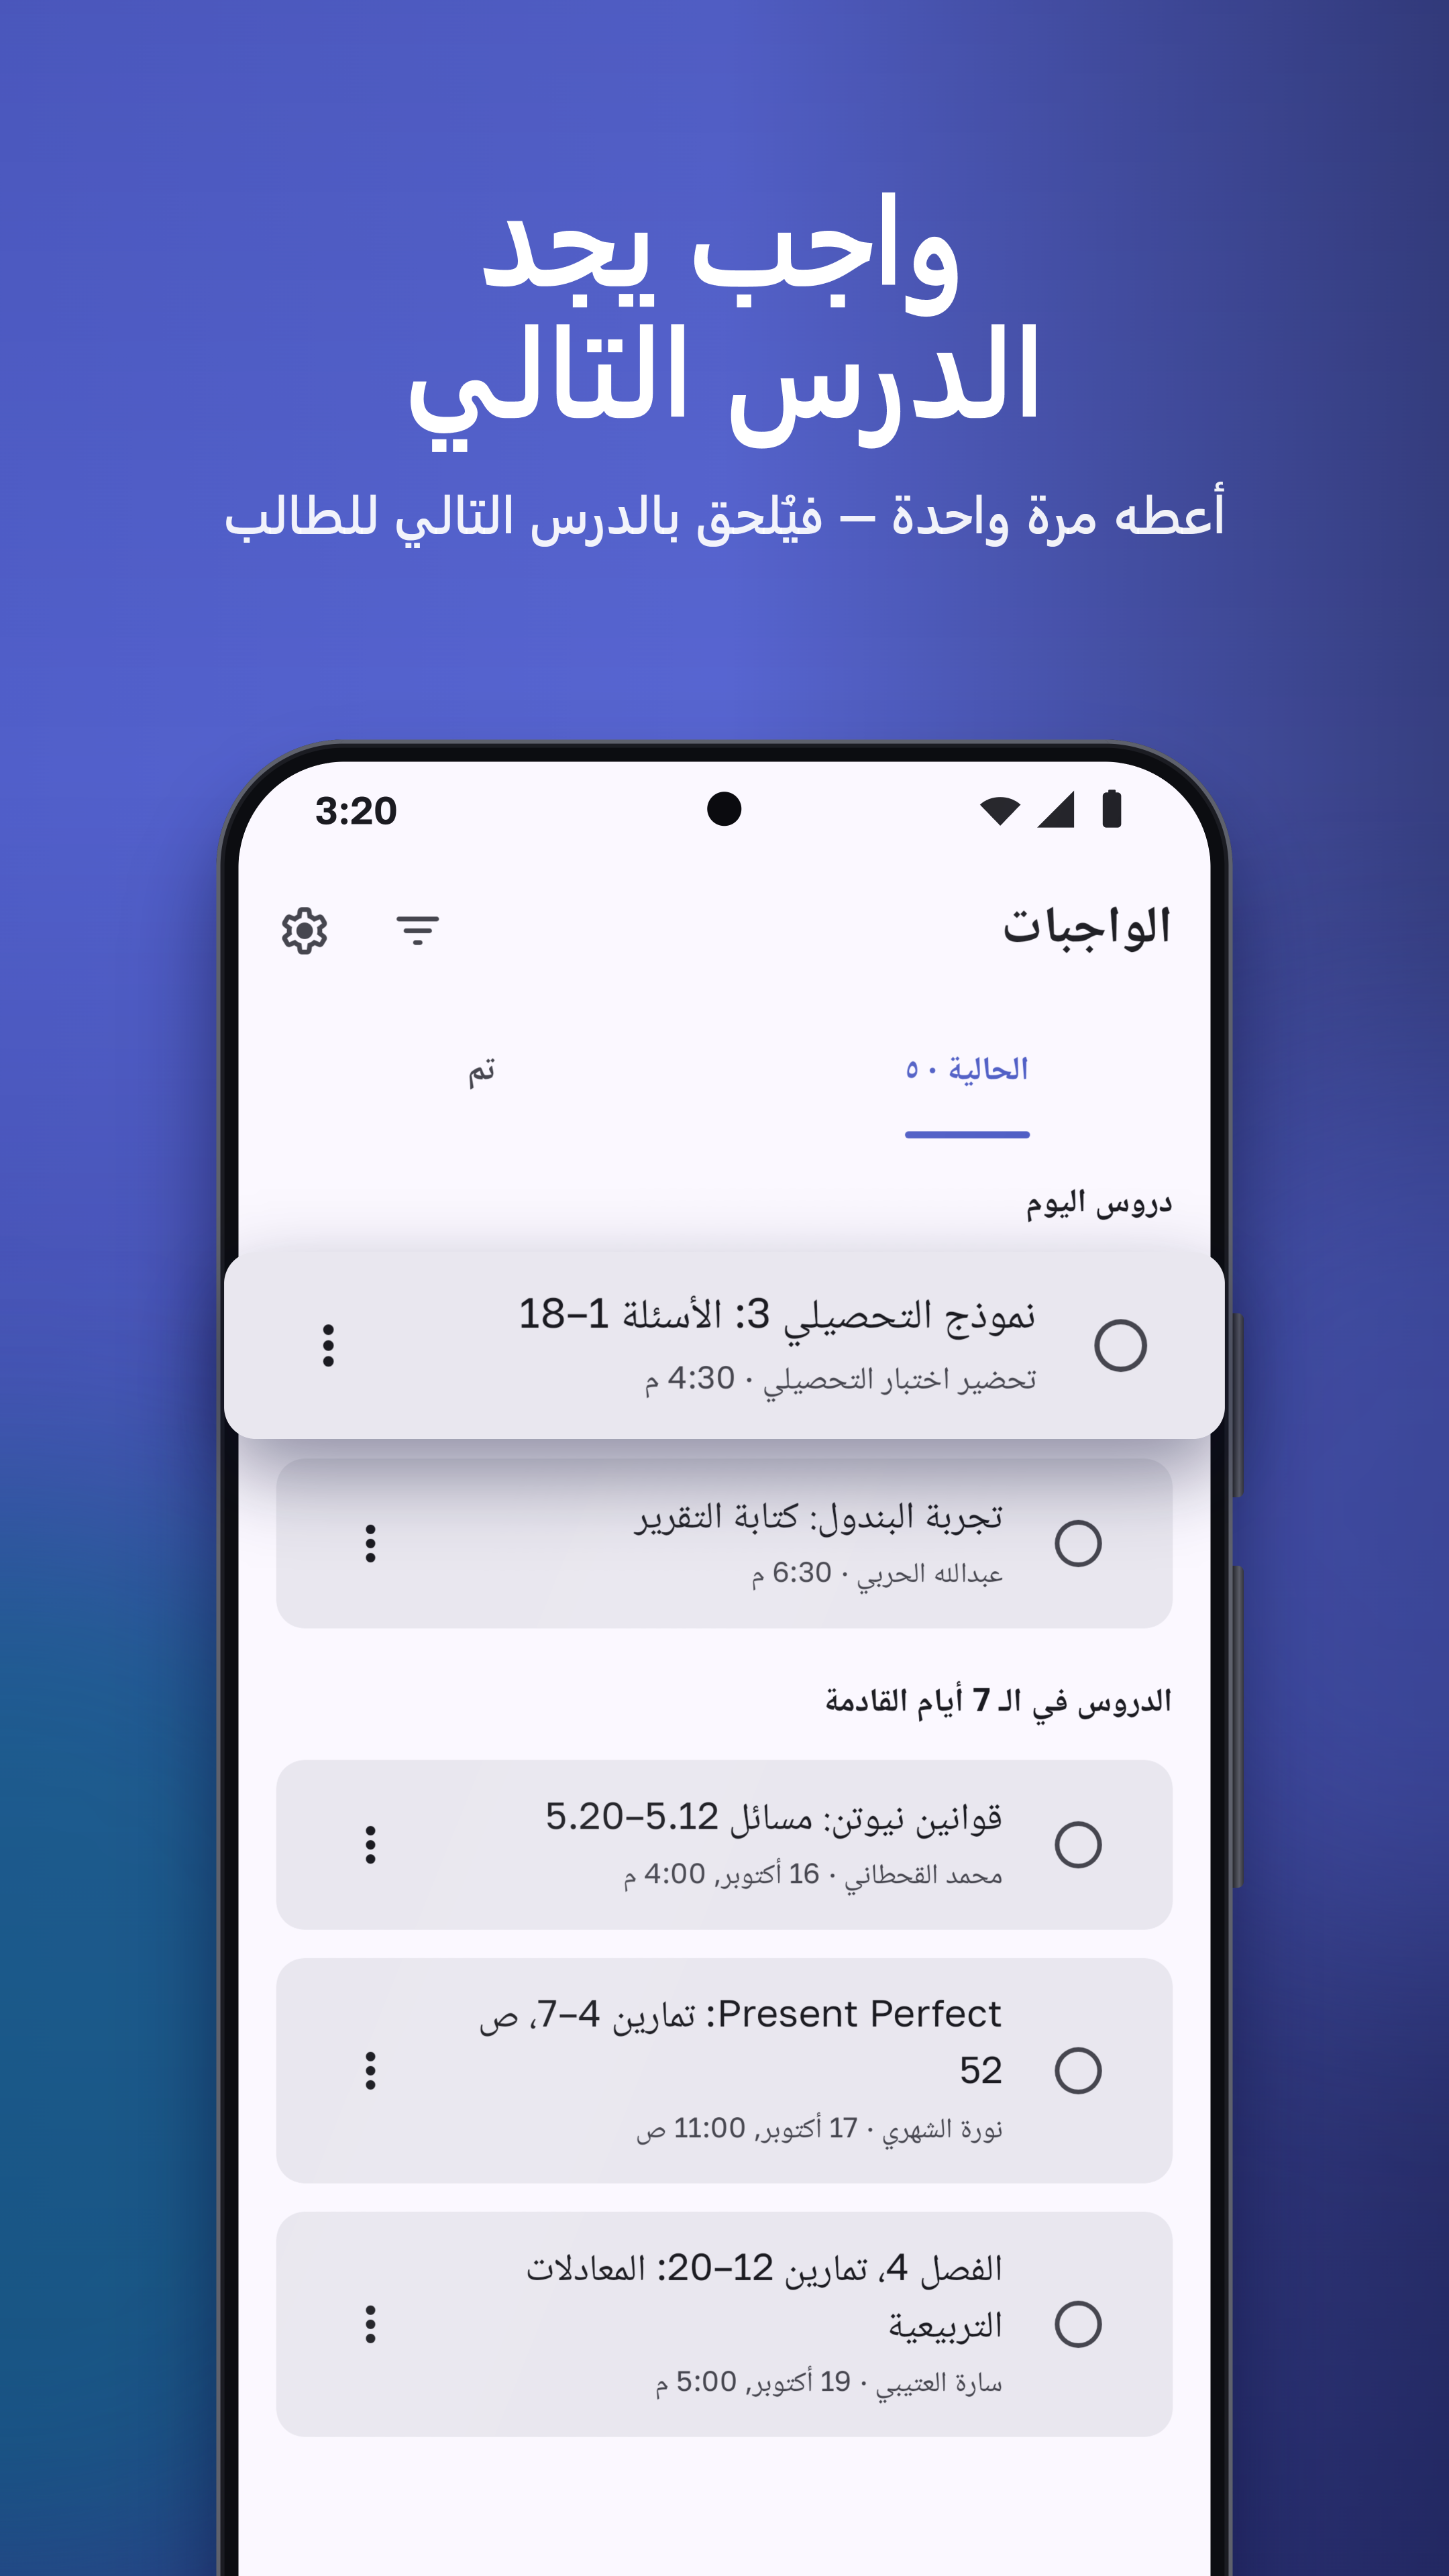 واجب يجد
الدرس التالي
أعطه مرة واحدة – فيُلحق بالدرس التالي للطالب
3:20
الواجبات
الحالية · ٥
تم
دروس اليوم
نموذج التحصيلي 3: الأسئلة 1–18
تحضير اختبار التحصيلي · 4:30 م
تجربة البندول: كتابة التقرير
عبدالله الحربي · 6:30 م
الدروس في الـ 7 أيام القادمة
قوانين نيوتن: مسائل 5.12–5.20
محمد القحطاني · 16 أكتوبر, 4:00 م
Present Perfect: تمارين 4–7، ص
52
نورة الشهري · 17 أكتوبر, 11:00 ص
الفصل 4، تمارين 12–20: المعادلات
التربيعية
سارة العتيبي · 19 أكتوبر, 5:00 م